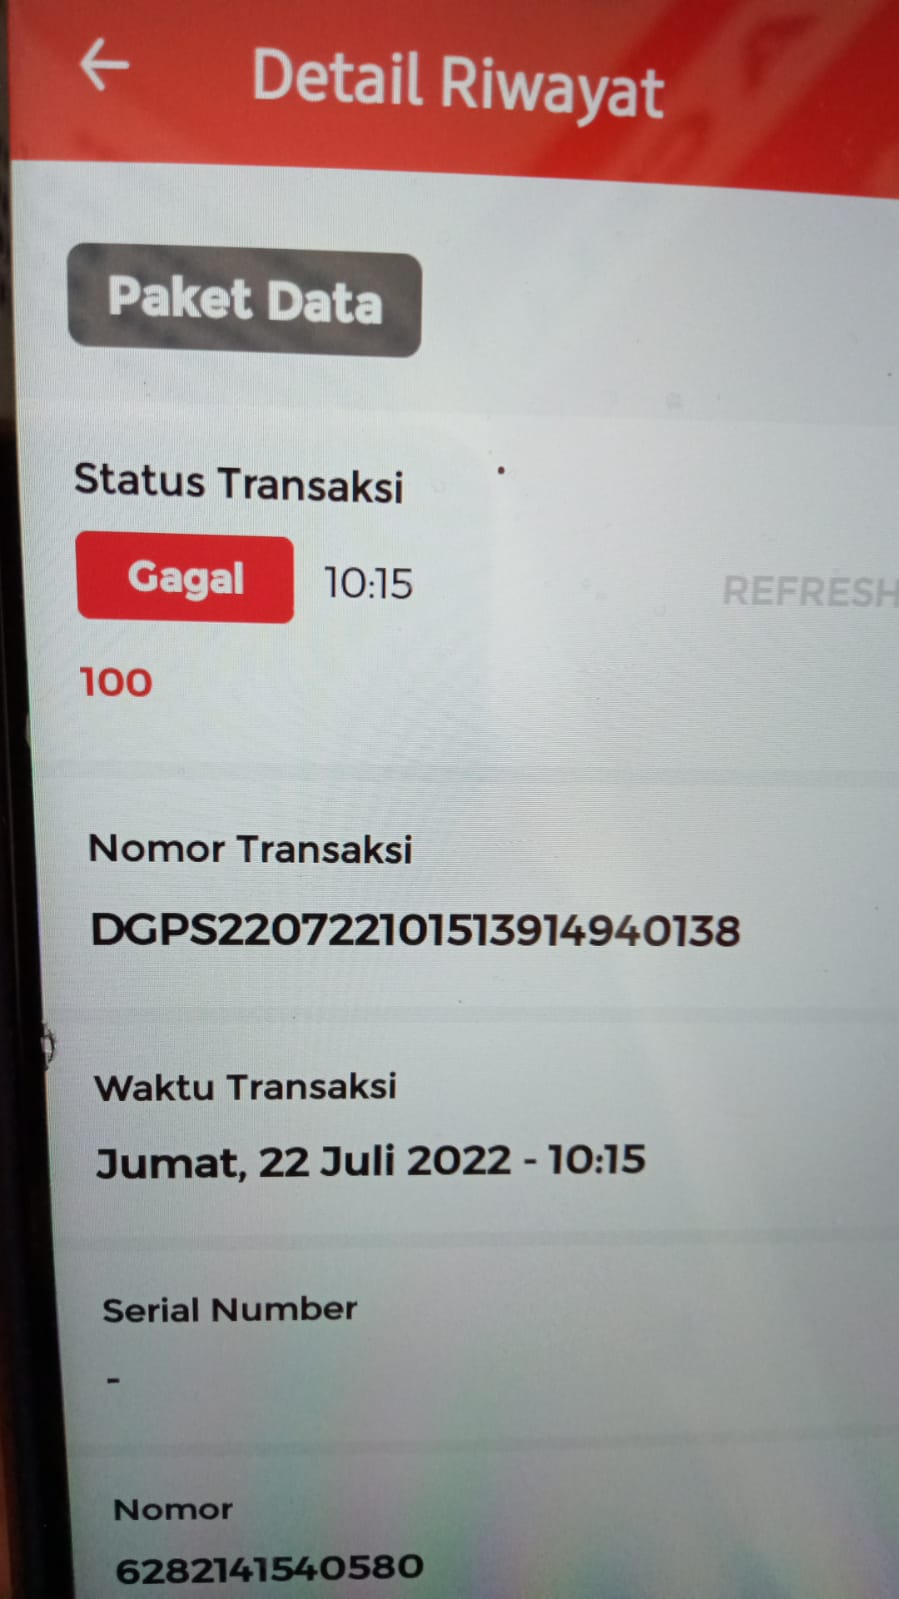 Detail Riwayat
Paket Data
Status Transaksi
Gagal 10:15 REFRESH
100
Nomor Transaksi
DGPS220722101513914940138
Waktu Transaksi
Jumat, 22 Juli 2022 - 10:15
Serial Number
-
Nomor
6282141540580